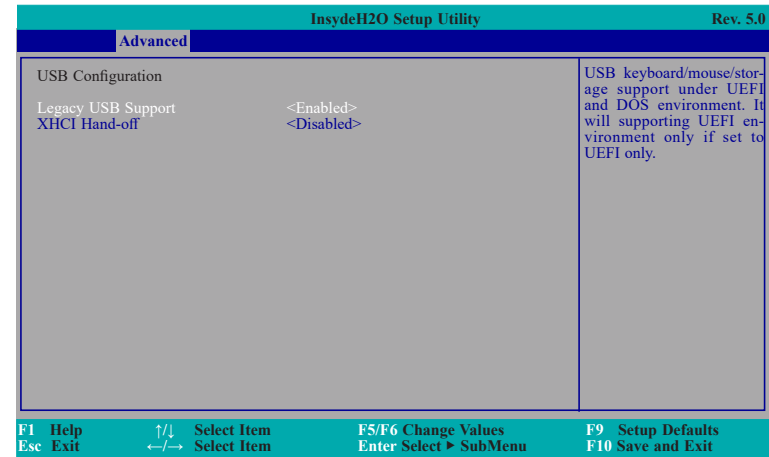 InsydeH2O Setup Utility Rev. 5.0
Advanced
USB Configuration
Legacy USB Support <Enabled>
XHCI Hand-off <Disabled>
USB keyboard/mouse/stor-
age support under UEFI
and DOS environment. It
will supporting UEFI en-
vironment only if set to
UEFI only.
F1 Help ↑/↓ Select Item F5/F6 Change Values F9 Setup Defaults
Esc Exit ←/→ Select Item Enter Select ▶ SubMenu F10 Save and Exit